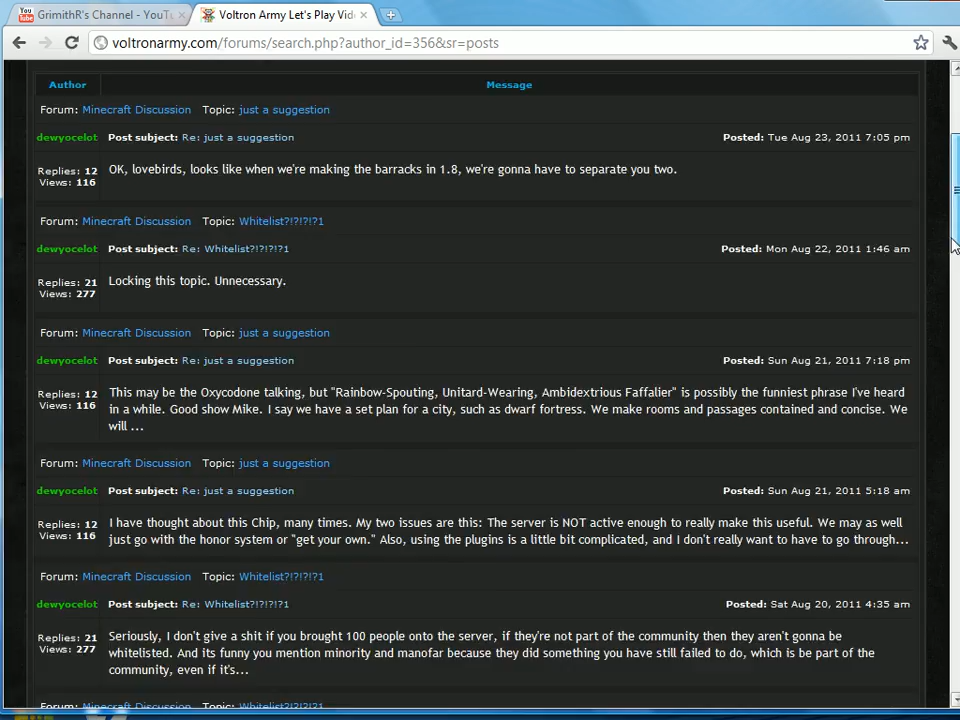 GrimithR's Channel - YouTu
Voltron Army Let's Play Vide
voltronarmy.com/forums/search.php?author_id=356&sr=posts
Author Message
Forum: Minecraft Discussion Topic: just a suggestion
dewyocelot Post subject: Re: just a suggestion Posted: Tue Aug 23, 2011 7:05 pm
Replies: 12
Views: 116
OK, lovebirds, looks like when we're making the barracks in 1.8, we're gonna have to separate you two.
Forum: Minecraft Discussion Topic: Whitelist?!?!?!?1
dewyocelot Post subject: Re: Whitelist?!?!?!?1 Posted: Mon Aug 22, 2011 1:46 am
Replies: 21
Views: 277
Locking this topic. Unnecessary.
Forum: Minecraft Discussion Topic: just a suggestion
dewyocelot Post subject: Re: just a suggestion Posted: Sun Aug 21, 2011 7:18 pm
Replies: 12
Views: 116
This may be the Oxycodone talking, but "Rainbow-Spouting, Unitard-Wearing, Ambidextrious Faffalier" is possibly the funniest phrase I've heard
in a while. Good show Mike. I say we have a set plan for a city, such as dwarf fortress. We make rooms and passages contained and concise. We
will ...
Forum: Minecraft Discussion Topic: just a suggestion
dewyocelot Post subject: Re: just a suggestion Posted: Sun Aug 21, 2011 5:18 am
Replies: 12
Views: 116
I have thought about this Chip, many times. My two issues are this: The server is NOT active enough to really make this useful. We may as well
just go with the honor system or "get your own." Also, using the plugins is a little bit complicated, and I don't really want to have to go through...
Forum: Minecraft Discussion Topic: Whitelist?!?!?!?1
dewyocelot Post subject: Re: Whitelist?!?!?!?1 Posted: Sat Aug 20, 2011 4:35 am
Replies: 21
Views: 277
Seriously, I don't give a shit if you brought 100 people onto the server, if they're not part of the community then they aren't gonna be
whitelisted. And its funny you mention minority and manofar because they did something you have still failed to do, which is be part of the
community, even if it's...
Forum: Minecraft Discussion Topic: Whitelist?!?!?!?1